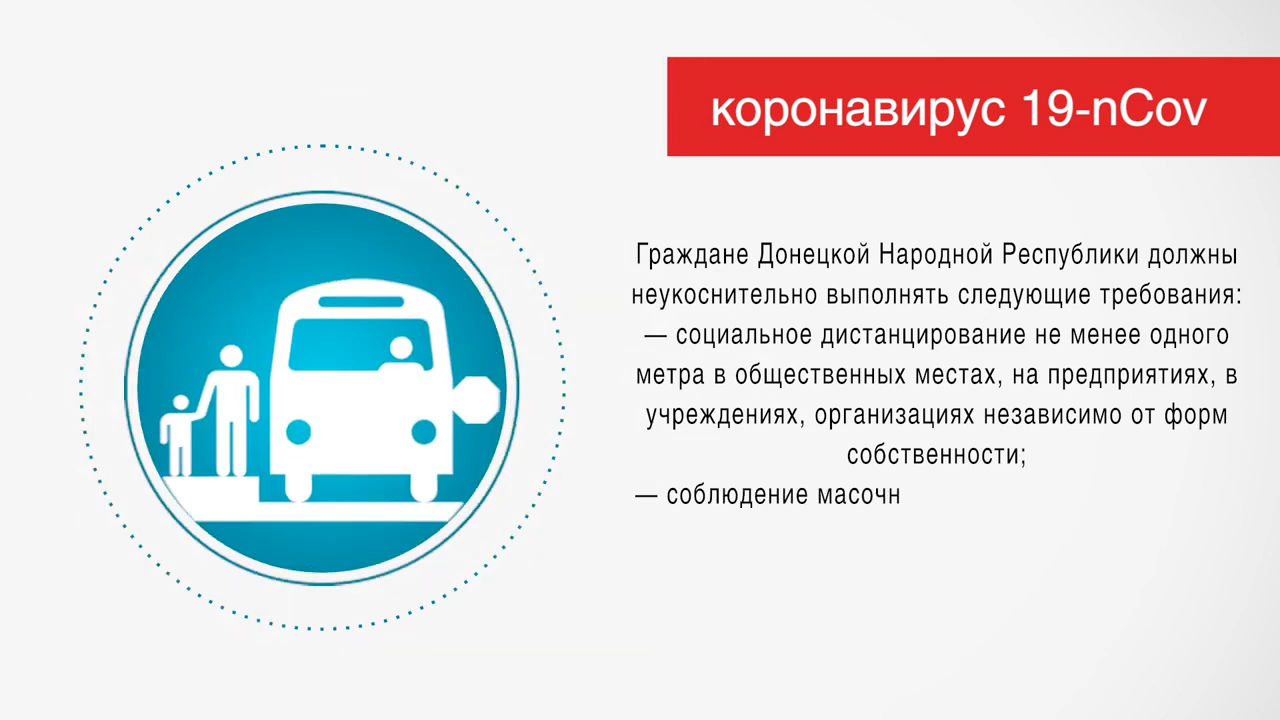 коронавирус 19-nCov
Граждане Донецкой Народной Республики должны
неукоснительно выполнять следующие требования:
— социальное дистанцирование не менее одного
метра в общественных местах, на предприятиях, в
учреждениях, организациях независимо от форм
собственности;
— соблюдение масочн